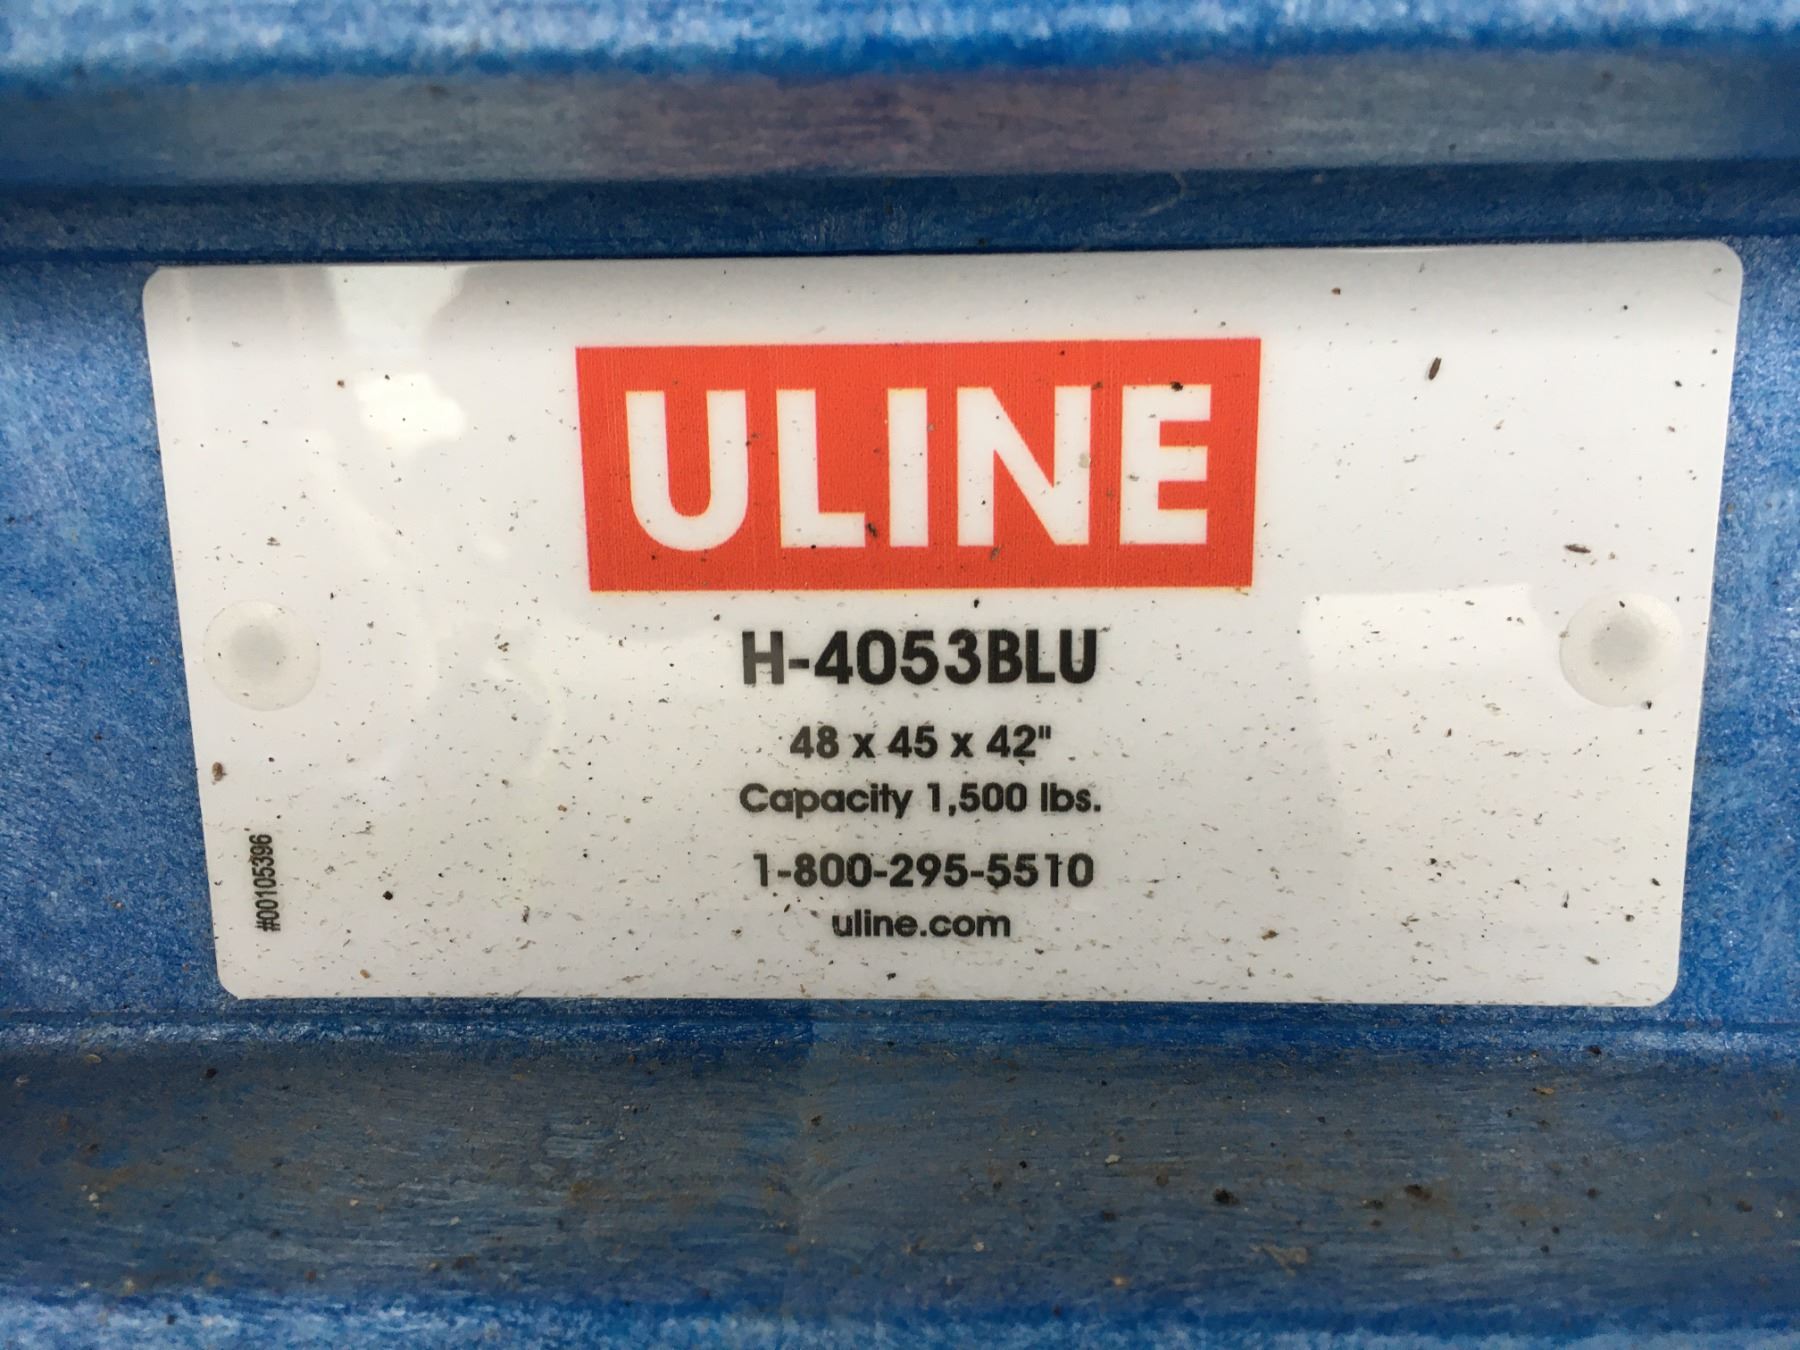 ULINE
H-4053BLU
48 x 45 x 42"
Capacity 1,500 lbs.
1-800-295-5510
uline.com
#00105396